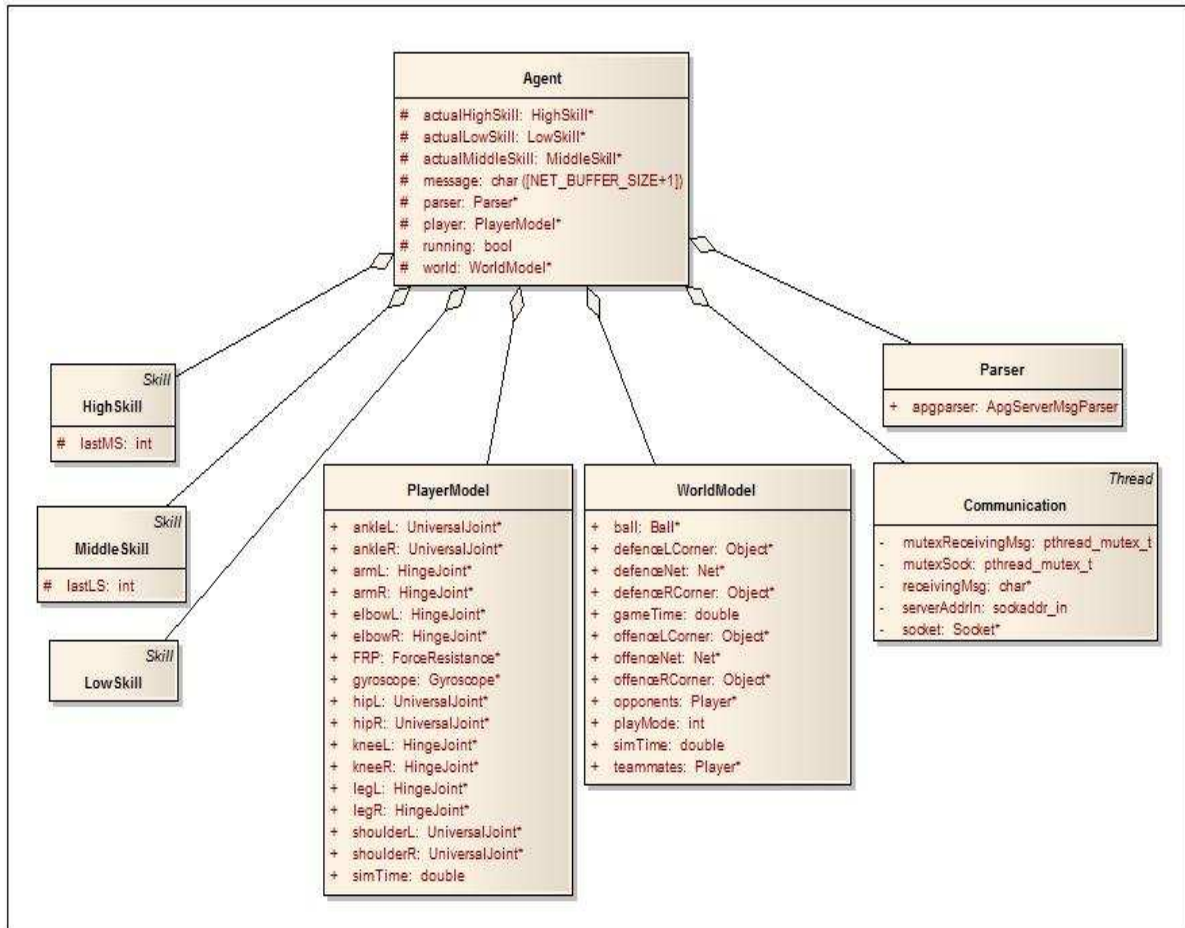 Agent
# actualHighSkill: HighSkill*
# actualLowSkill: LowSkill*
# actualMiddleSkill: MiddleSkill*
# message: char ([NET_BUFFER_SIZE+1])
# parser: Parser*
# player: PlayerModel*
# running: bool
# world: WorldModel*
Skill
HighSkill
# lastMS: int
Skill
MiddleSkill
# lastLS: int
Skill
LowSkill
PlayerModel
+ ankleL: UniversalJoint*
+ ankleR: UniversalJoint*
+ armL: HingeJoint*
+ armR: HingeJoint*
+ elbowL: HingeJoint*
+ elbowR: HingeJoint*
+ FRP: ForceResistance*
+ gyroscope: Gyroscope*
+ hipL: UniversalJoint*
+ hipR: UniversalJoint*
+ kneeL: HingeJoint*
+ kneeR: HingeJoint*
+ legL: HingeJoint*
+ legR: HingeJoint*
+ shoulderL: UniversalJoint*
+ shoulderR: UniversalJoint*
+ simTime: double
WorldModel
+ ball: Ball*
+ defenceLCorner: Object*
+ defenceNet: Net*
+ defenceRCorner: Object*
+ gameTime: double
+ offenceLCorner: Object*
+ offenceNet: Net*
+ offenceRCorner: Object*
+ opponents: Player*
+ playMode: int
+ simTime: double
+ teammates: Player*
Parser
+ apgparser: ApgServerMsgParser
Thread
Communication
- mutexReceivingMsg: pthread_mutex_t
- mutexSock: pthread_mutex_t
- receivingMsg: char*
- serverAddrIn: sockaddr_in
- socket: Socket*